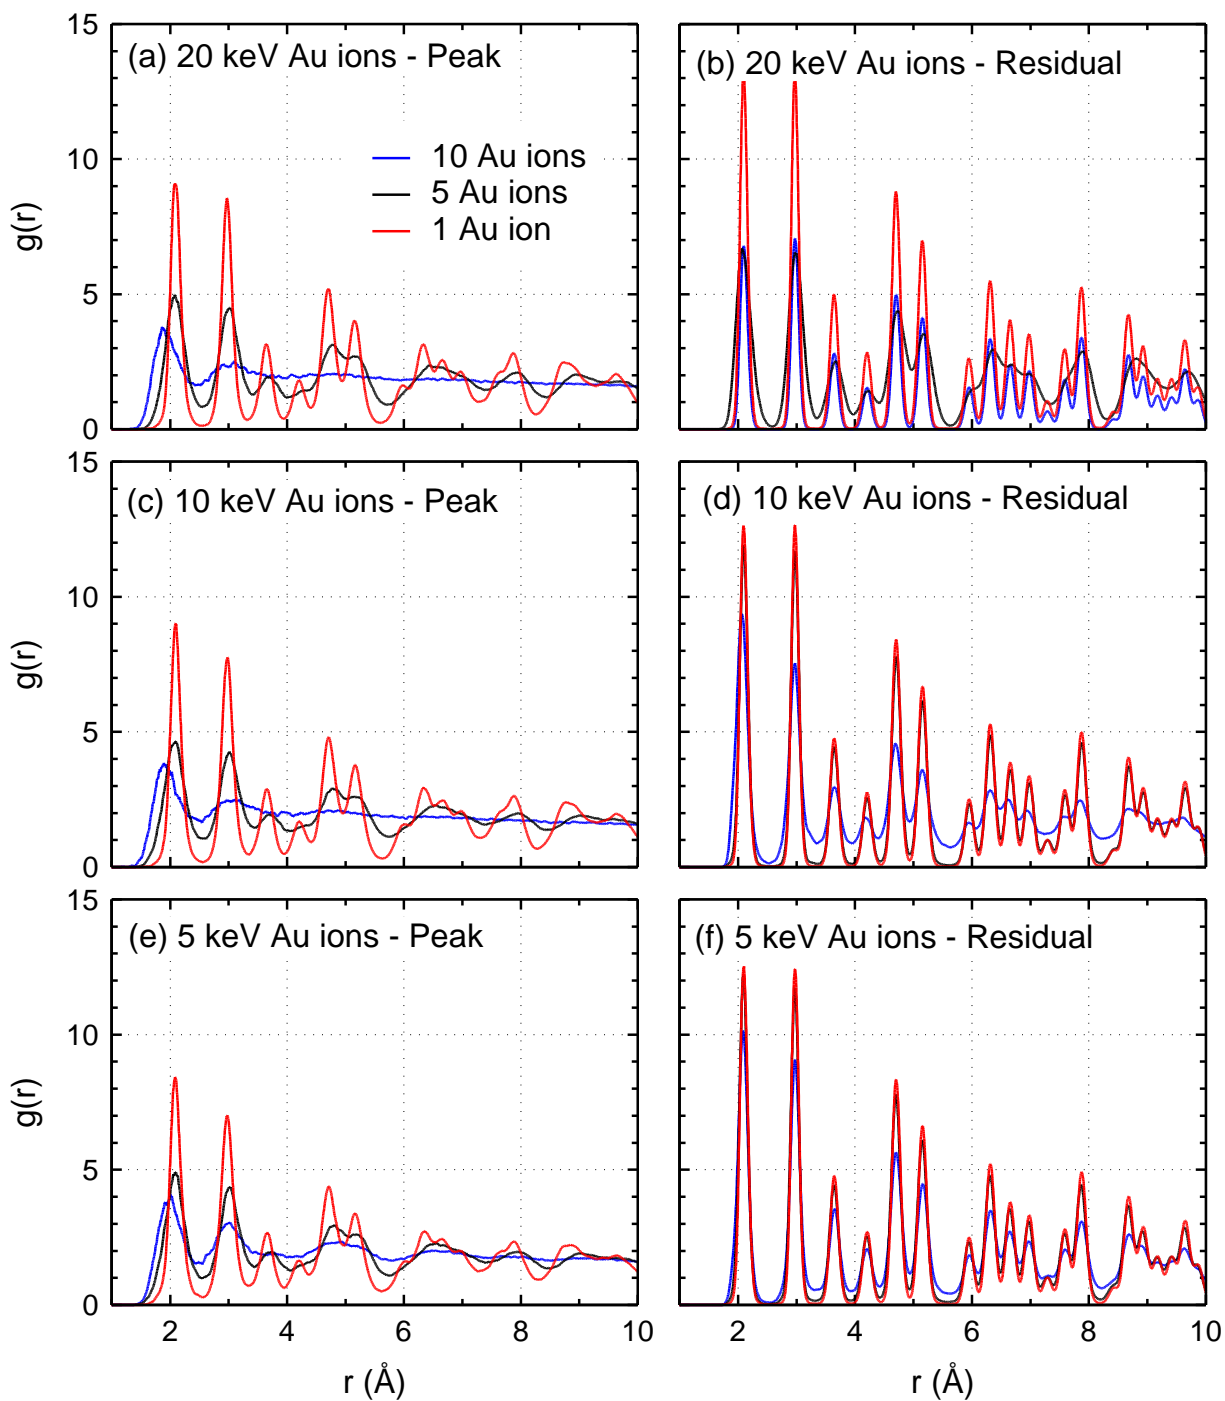 (a) 20 keV Au ions - Peak
(b) 20 keV Au ions - Residual
10 Au ions
5 Au ions
1 Au ion
g(r)
15
10
5
0
(c) 10 keV Au ions - Peak
(d) 10 keV Au ions - Residual
g(r)
15
10
5
0
(e) 5 keV Au ions - Peak
(f) 5 keV Au ions - Residual
g(r)
15
10
5
0
2 4 6 8 10
2 4 6 8 10
r (Å)
r (Å)